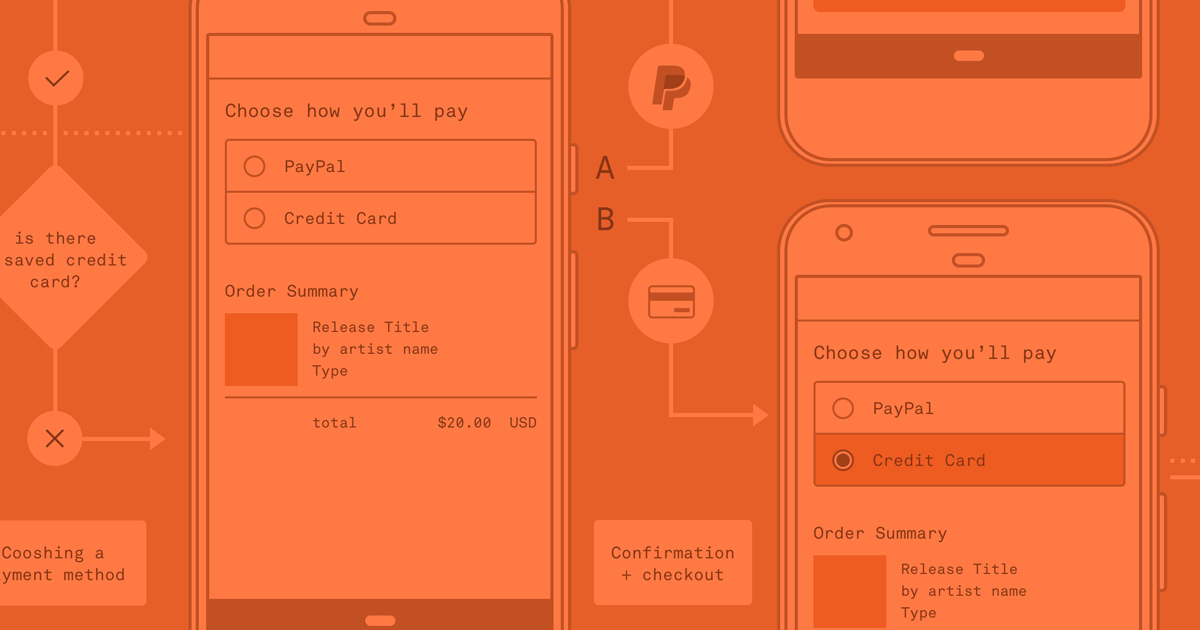 is there
saved credit
card?
Cooshing a
yment method
Choose how you’ll pay
PayPal
Credit Card
Order Summary
Release Title
by artist name
Type
total $20.00 USD
A
B
Confirmation
+ checkout
Choose how you’ll pay
PayPal
Credit Card
Order Summary
Release Title
by artist name
Type